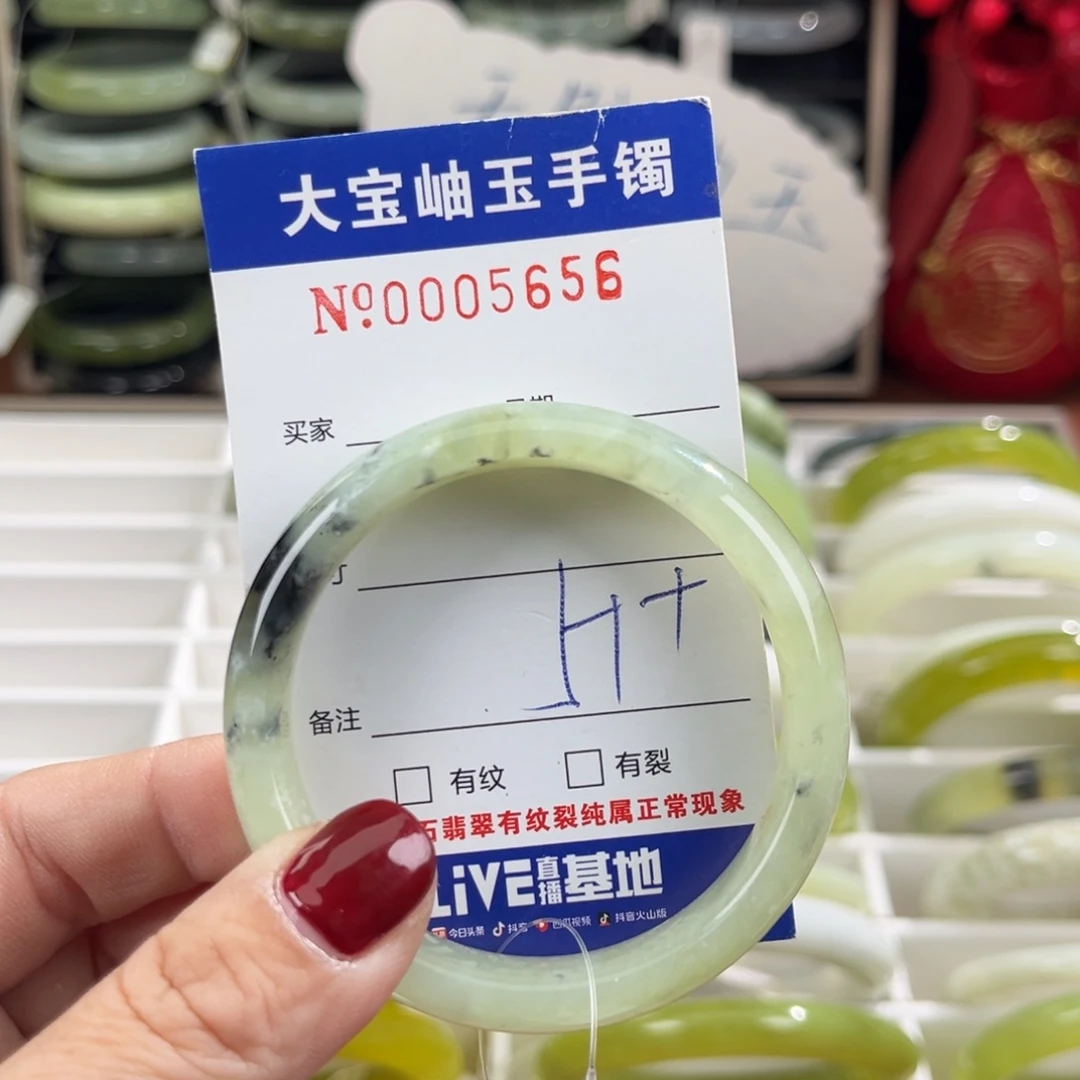 大宝岫玉手镯
No.0005656
买家
备注
有纹 有裂
翡翠有纹裂纯属正常现象
LiVE直播基地
今日头条 抖音 西瓜视频 抖音火山版